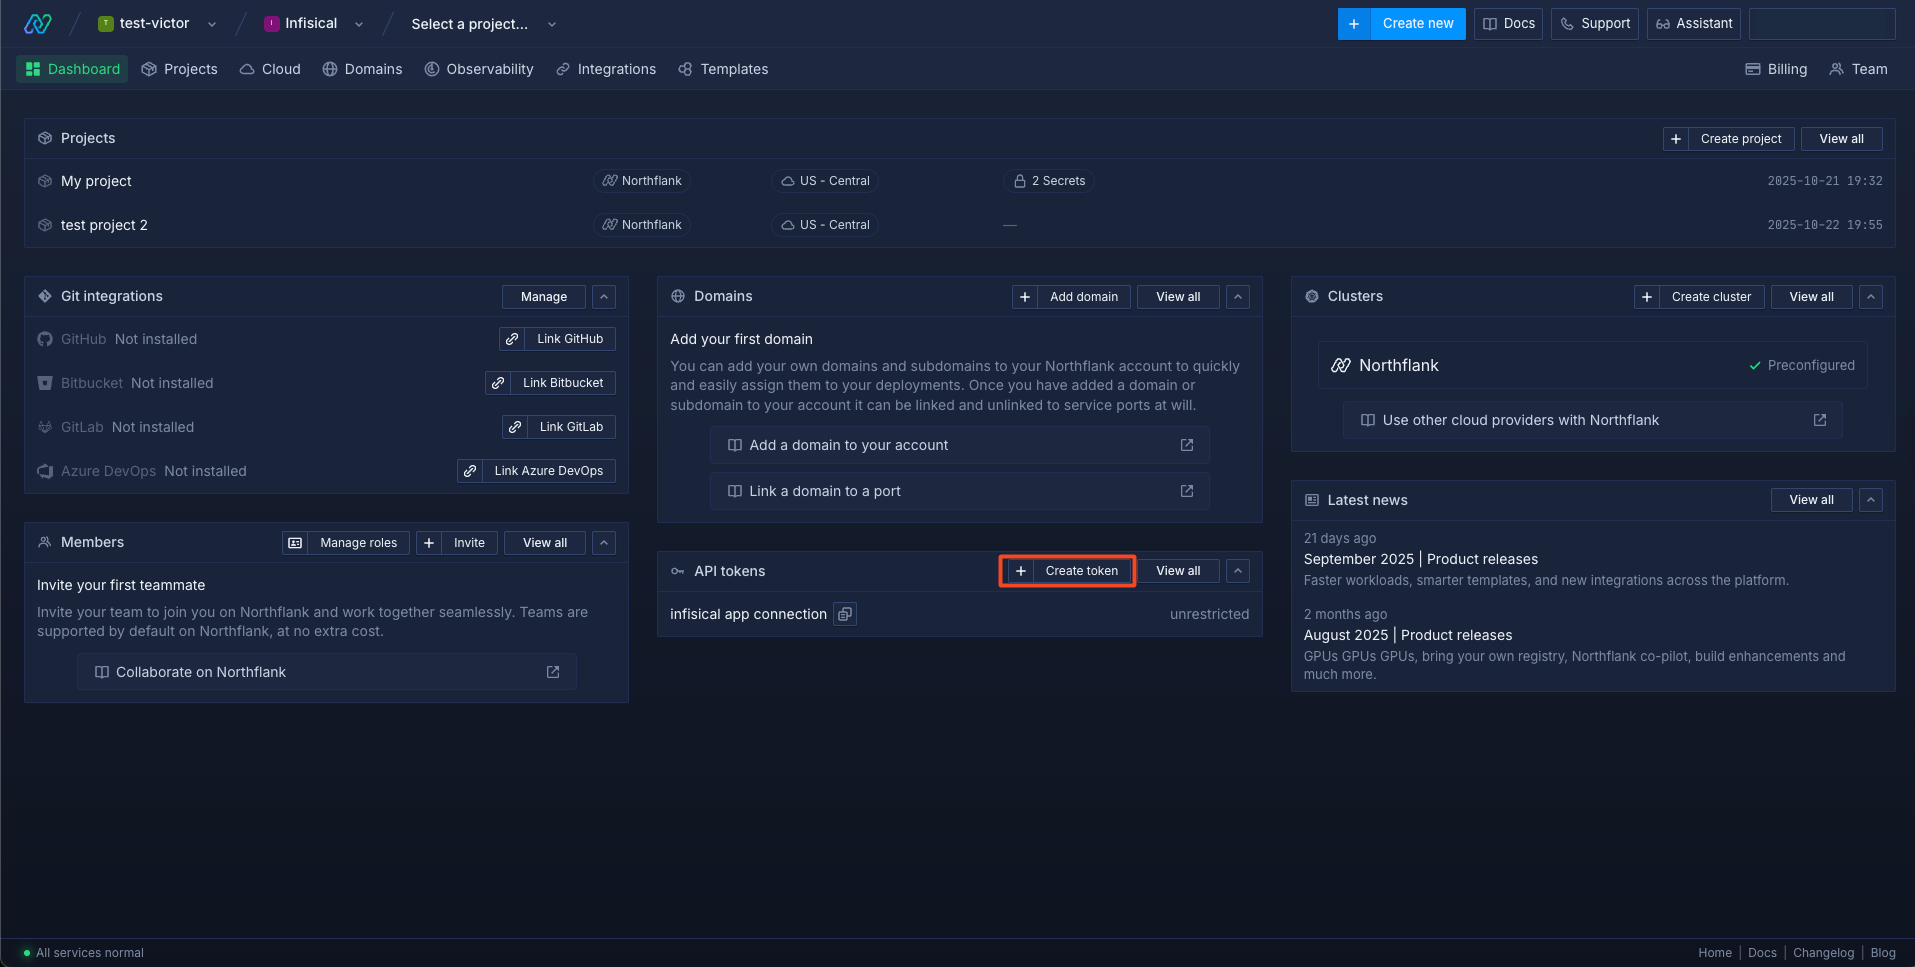 T test-victor I Infisical Select a project...
Create new Docs Support Assistant
Dashboard Projects Cloud Domains Observability Integrations Templates Billing Team
Projects Create project View all
My project Northflank US - Central 2 Secrets 2025-10-21 19:32
test project 2 Northflank US - Central — 2025-10-22 19:55
Git integrations Manage
GitHub Not installed Link GitHub
Bitbucket Not installed Link Bitbucket
GitLab Not installed Link GitLab
Azure DevOps Not installed Link Azure DevOps
Members Manage roles Invite View all
Invite your first teammate
Invite your team to join you on Northflank and work together seamlessly. Teams are
supported by default on Northflank, at no extra cost.
Collaborate on Northflank
Domains Add domain View all
Add your first domain
You can add your own domains and subdomains to your Northflank account to quickly
and easily assign them to your deployments. Once you have added a domain or
subdomain to your account it can be linked and unlinked to service ports at will.
Add a domain to your account
Link a domain to a port
API tokens Create token View all
infisical app connection unrestricted
Clusters Create cluster View all
Northflank Preconfigured
Use other cloud providers with Northflank
Latest news View all
21 days ago
September 2025 | Product releases
Faster workloads, smarter templates, and new integrations across the platform.
2 months ago
August 2025 | Product releases
GPUs GPUs GPUs, bring your own registry, Northflank co-pilot, build enhancements and
much more.
All services normal
Home | Docs | Changelog | Blog